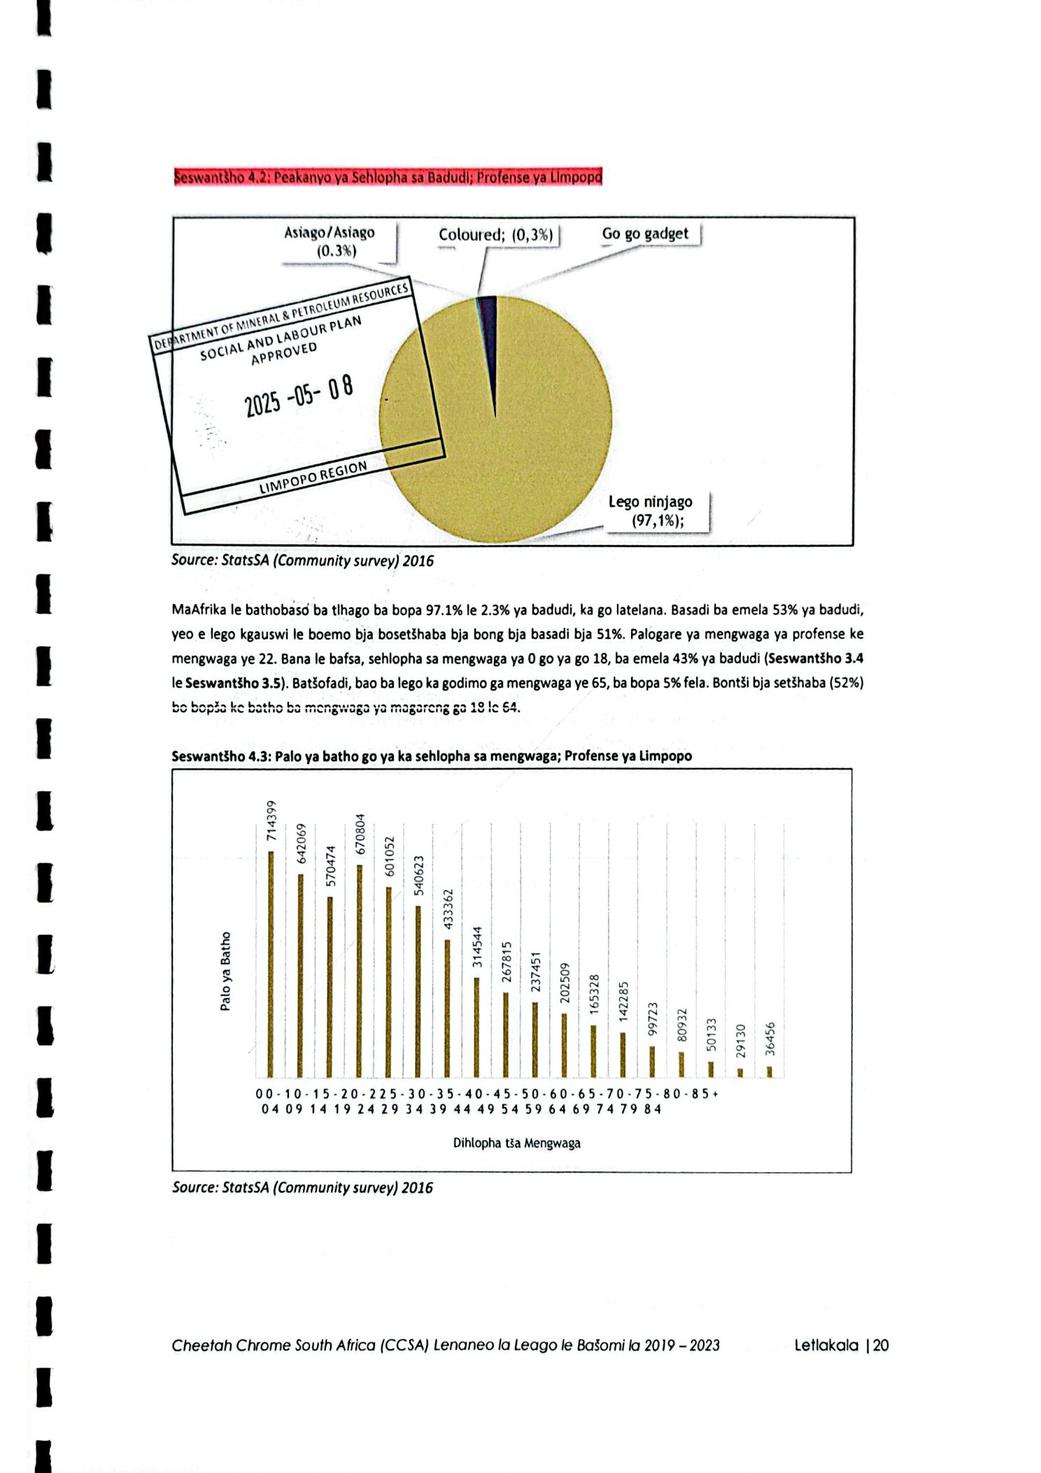 Seswantšho 4.2: Peakanyo ya Sehlopha sa Badudi; Profense ya Limpopo
Asiago/Asiago
(0.3%)
Coloured; (0,3%)
Go go gadget
DEPARTMENT OF MINERAL & PETROLEUM RESOURCES
SOCIAL AND LABOUR PLAN
APPROVED
2025 -05- 08
LIMPOPO REGION
Lego ninjago
(97,1%);
Source: StatsSA (Community survey) 2016
MaAfrika le bathobaso ba tlhago ba bopa 97.1% le 2.3% ya badudi, ka go latelana. Basadi ba emela 53% ya badudi,
yeo e lego kgauswi le boemo bja bosetšhaba bja bong bja basadi bja 51%. Palogare ya mengwaga ya profense ke
mengwaga ye 22. Bana le bafsa, sehlopha sa mengwaga ya 0 go ya go 18, ba emela 43% ya badudi (Seswantšho 3.4
le Seswantšho 3.5). Batšofadi, bao ba lego ka godimo ga mengwaga ye 65, ba bopa 5% fela. Bontši bja setšhaba (52%)
bo bopša ke batho ba mengwaga ya magareng ga 18 le 64.
Seswantšho 4.3: Palo ya batho go ya ka sehlopha sa mengwaga; Profense ya Limpopo
Palo ya Batho
714399
642069
570474
670804
601052
540623
433362
314544
267815
237451
202509
165328
142285
99723
80932
50133
29130
36456
00-10-15-20-225-30-35-40-45-50-60-65-70-75-80-85+
04 09 14 19 24 29 34 39 44 49 54 59 64 69 74 79 84
Dihlopha tša Mengwaga
Source: StatsSA (Community survey) 2016
Cheetah Chrome South Africa (CCSA) Lenaneo la Leago le Bašomi la 2019 – 2023
Letlakala | 20